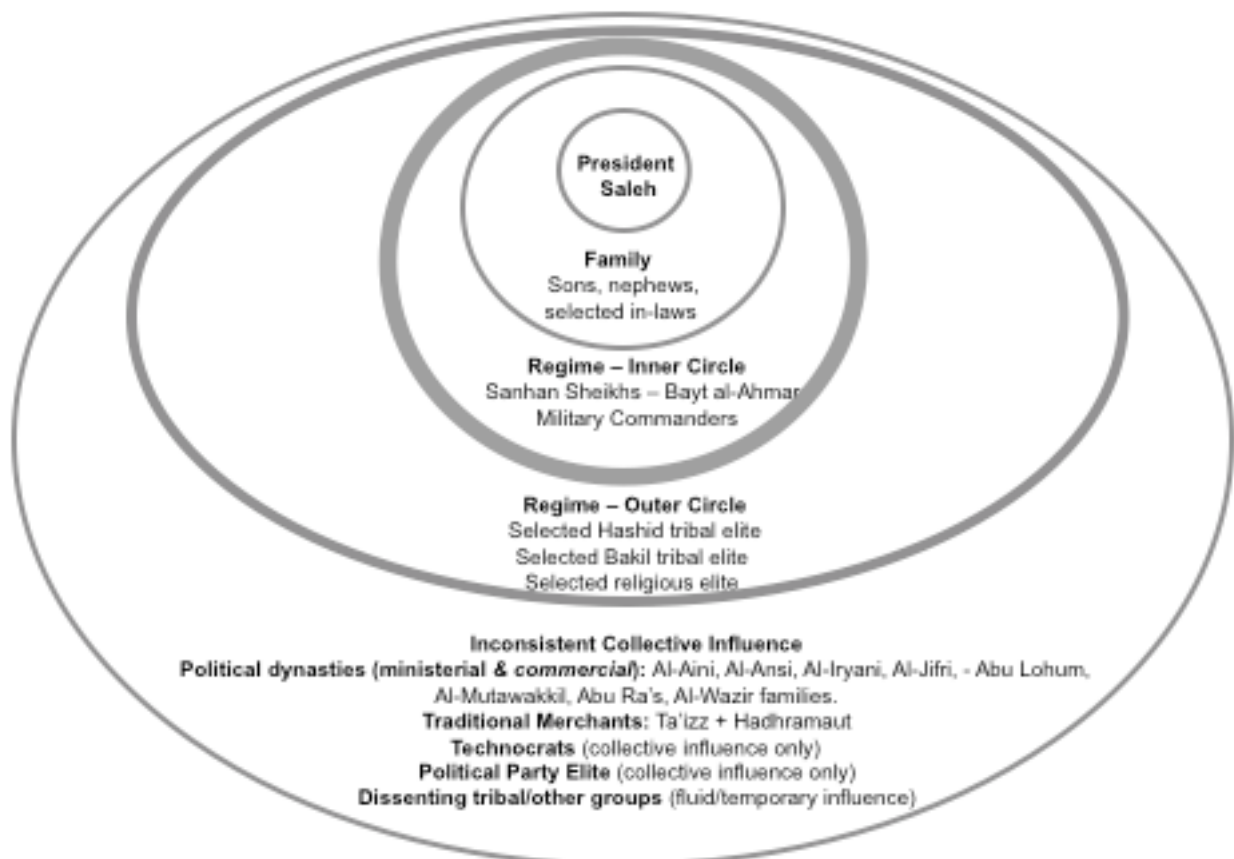 President
Saleh
Family
Sons, nephews,
selected in-laws
Regime – Inner Circle
Sanhan Sheikhs – Bayt al-Ahmar
Military Commanders
Regime – Outer Circle
Selected Hashid tribal elite
Selected Bakil tribal elite
Selected religious elite
Inconsistent Collective Influence
Political dynasties (ministerial & commercial): Al-Aini, Al-Ansi, Al-Iryani, Al-Jifri, - Abu Lohum,
Al-Mutawakkil, Abu Ra's, Al-Wazir families.
Traditional Merchants: Ta'izz + Hadhramaut
Technocrats (collective influence only)
Political Party Elite (collective influence only)
Dissenting tribal/other groups (fluid/temporary influence)